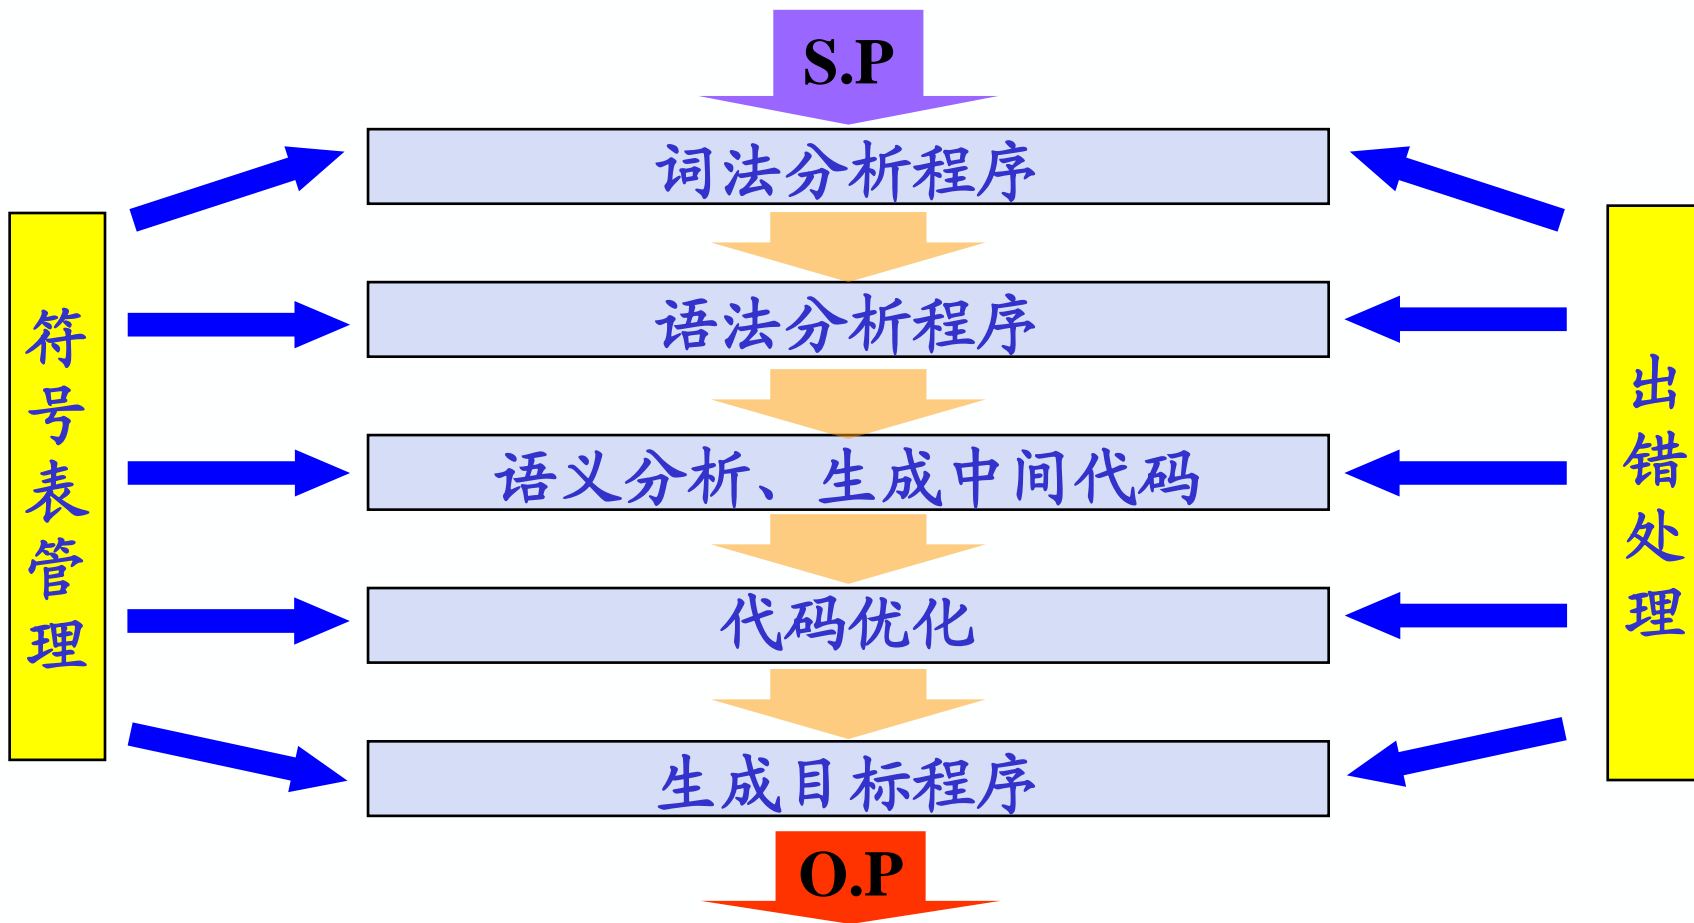 S.P
词法分析程序
语法分析程序
语义分析、生成中间代码
代码优化
生成目标程序
O.P
符号表管理
出错处理